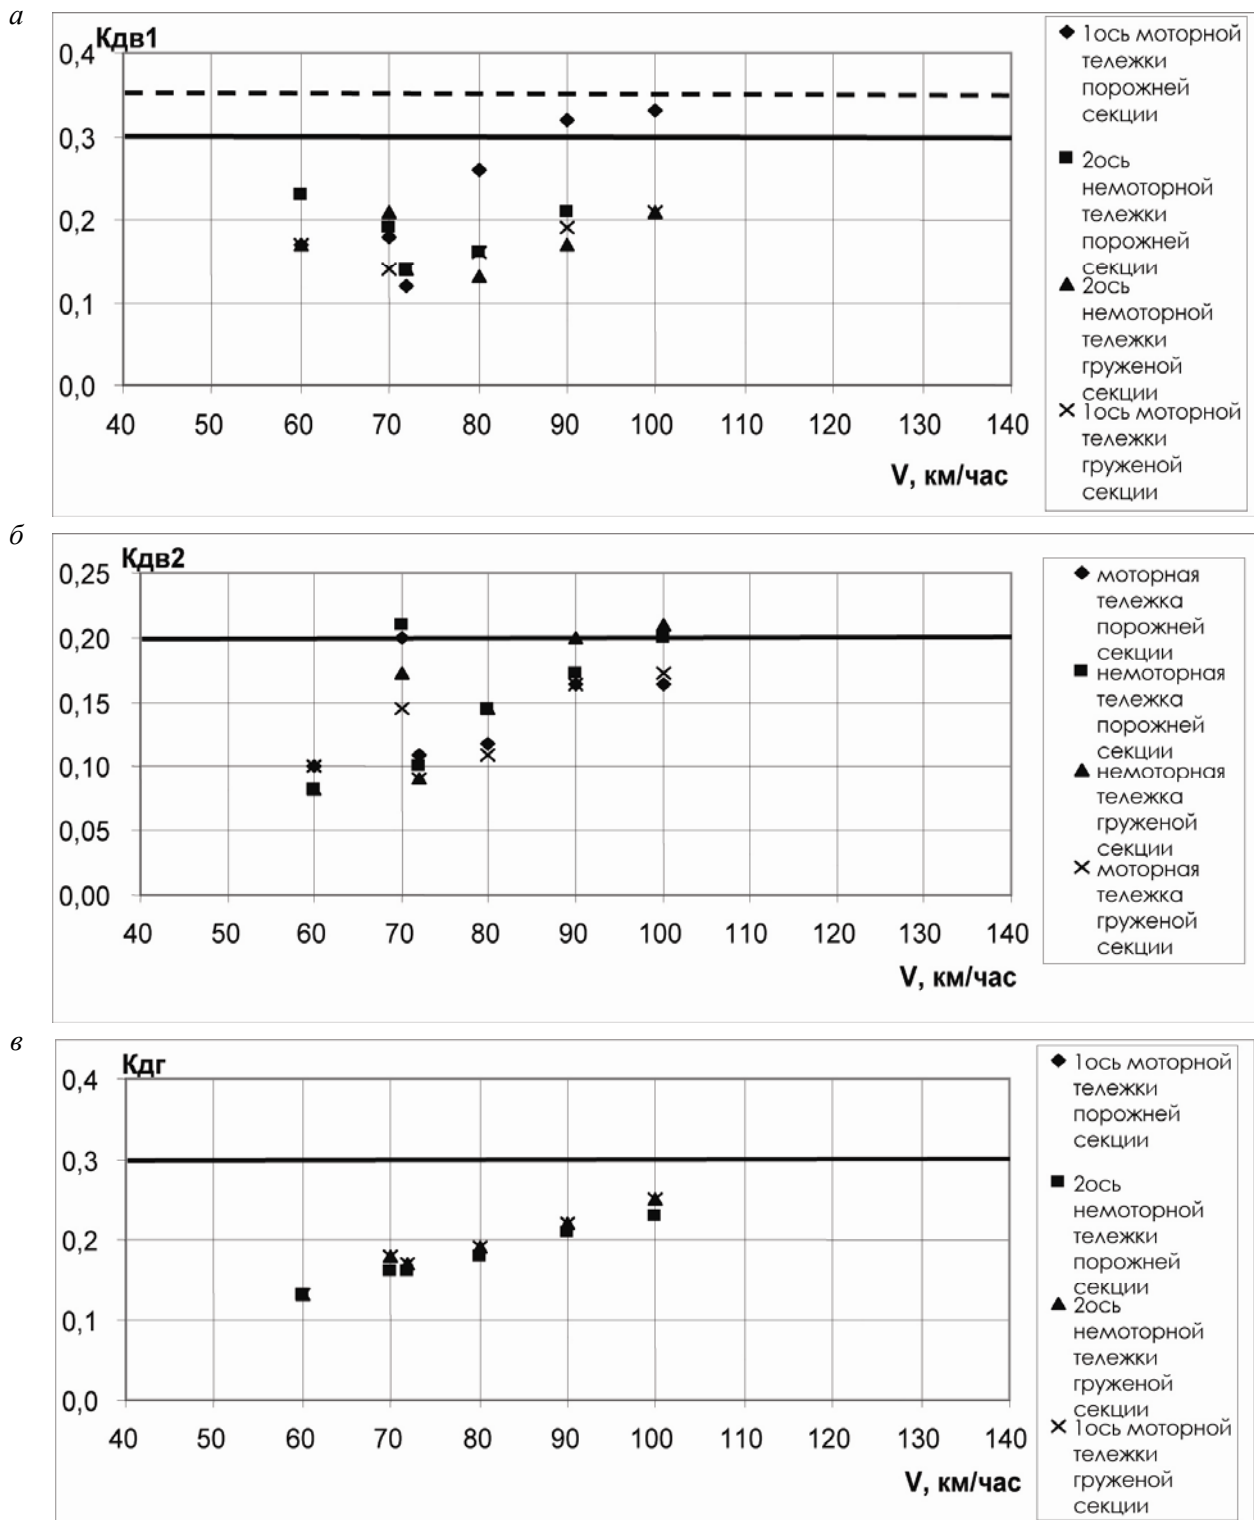 а
Кдв1
0,4
0,3
0,2
0,1
0,0
40 50 60 70 80 90 100 110 120 130 140
V, км/час
1ось моторной
тележки
порожней
секции
2ось
немоторной
тележки
порожней
секции
2ось
немоторной
тележки
груженой
секции
1ось моторной
тележки
груженой
секции
б
Кдв2
0,25
0,20
0,15
0,10
0,05
0,00
40 50 60 70 80 90 100 110 120 130 140
V, км/час
моторная
тележка
порожней
секции
немоторная
тележка
порожней
секции
немоторная
тележка
груженой
секции
моторная
тележка
груженой
секции
в
Кдг
0,4
0,3
0,2
0,1
0,0
40 50 60 70 80 90 100 110 120 130 140
V, км/час
1ось моторной
тележки
порожней
секции
2ось
немоторной
тележки
порожней
секции
2ось
немоторной
тележки
груженой
секции
1ось моторной
тележки
груженой
секции